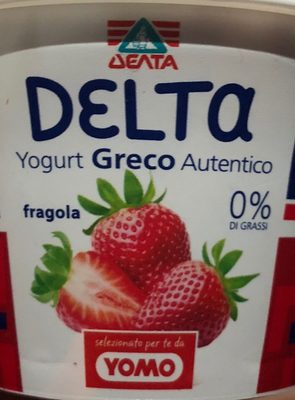 ΔΕΛΤΑ
DELTA
Yogurt Greco Autentico
fragola
0%
DI GRASSI
selezionato per te da
YOMO